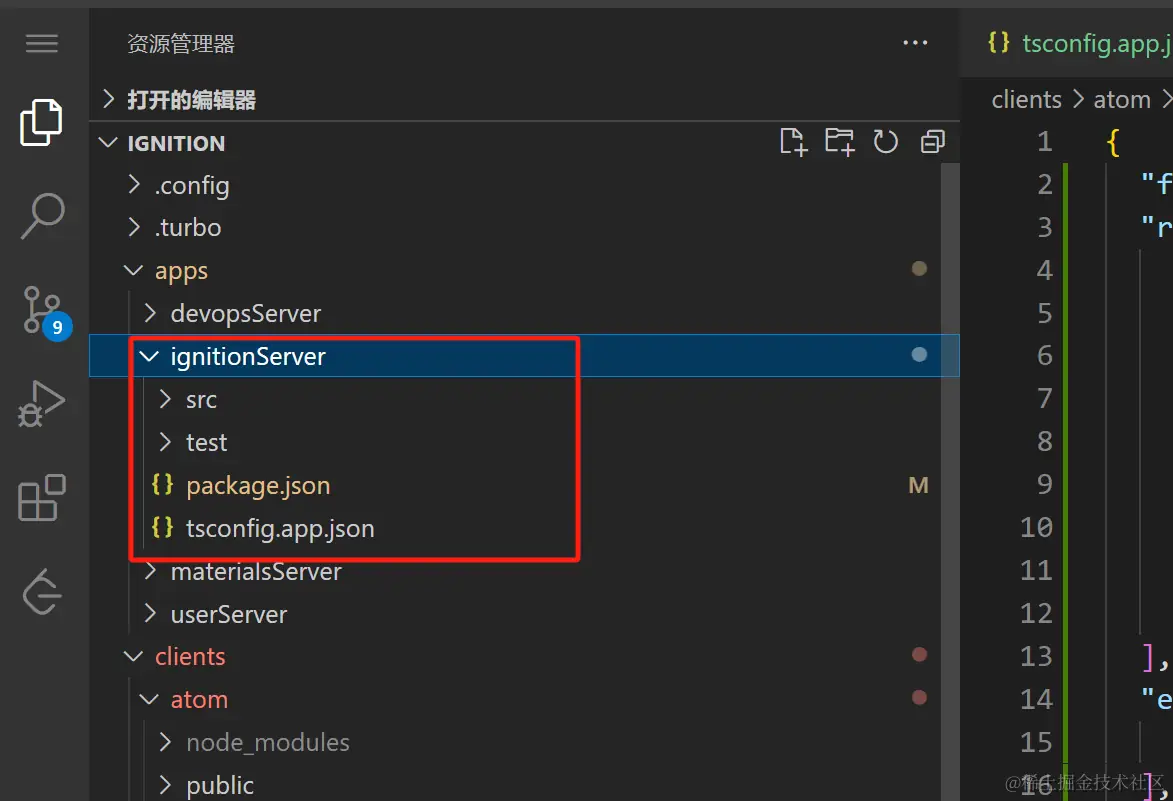 资源管理器
打开的编辑器
IGNITION
.config
.turbo
apps
devopsServer
ignitionServer
src
test
{} package.json M
{} tsconfig.app.json
materialsServer
userServer
clients
atom
node_modules
public
9
{} tsconfig.app.j
clients > atom >
1 {
2 "f
3 "r
4
5
6
7
8
9
10
11
12
13 ],
14 "e
15
16 ],
@稀土掘金技术社区